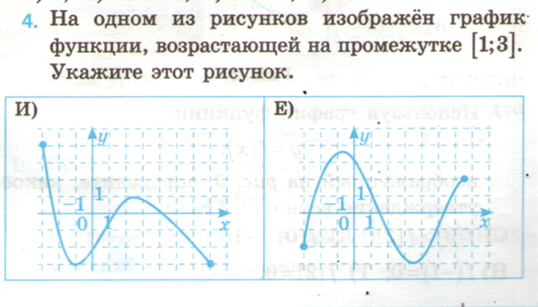 4. На одном из рисунков изображён график
функции, возрастающей на промежутке [1;3].
Укажите этот рисунок.
И) Е)
y y
−1 1 −1 1
0 1 x 0 1 x